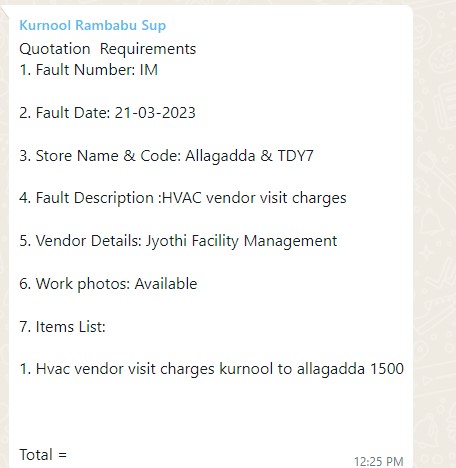 Kurnool Rambabu Sup
Quotation  Requirements
1. Fault Number: IM
2. Fault Date: 21-03-2023
3. Store Name & Code: Allagadda & TDY7
4. Fault Description :HVAC vendor visit charges
5. Vendor Details: Jyothi Facility Management
6. Work photos: Available
7. Items List:
1. Hvac vendor visit charges kurnool to allagadda 1500
Total =
12:25 PM